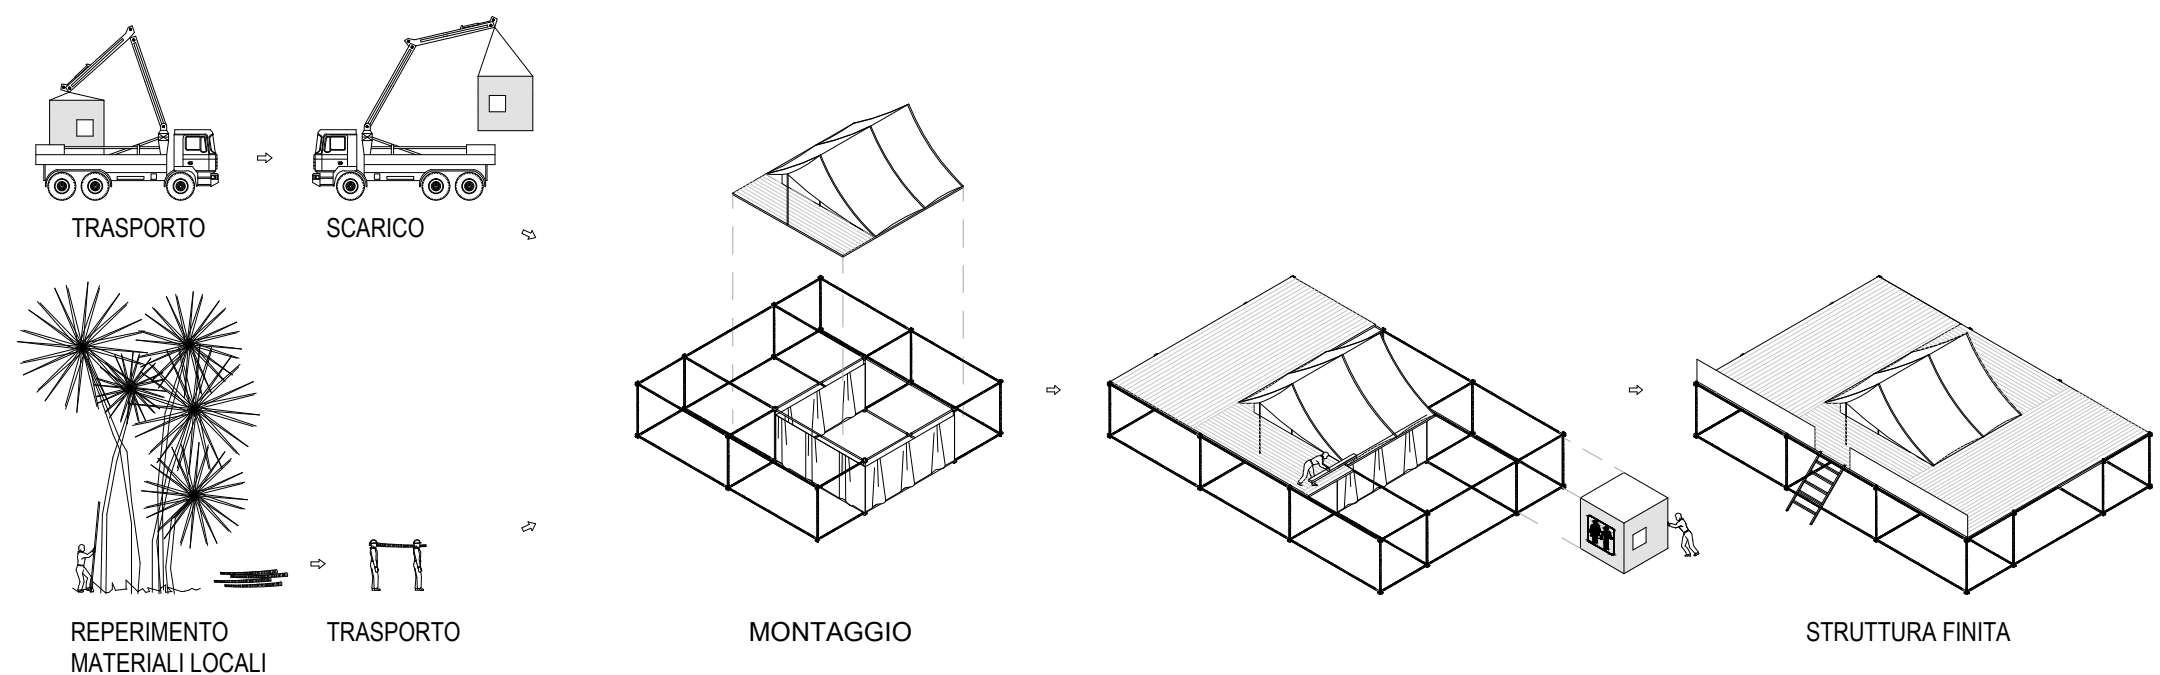 TRASPORTO
SCARICO
REPERIMENTO
MATERIALI LOCALI
TRASPORTO
MONTAGGIO
STRUTTURA FINITA